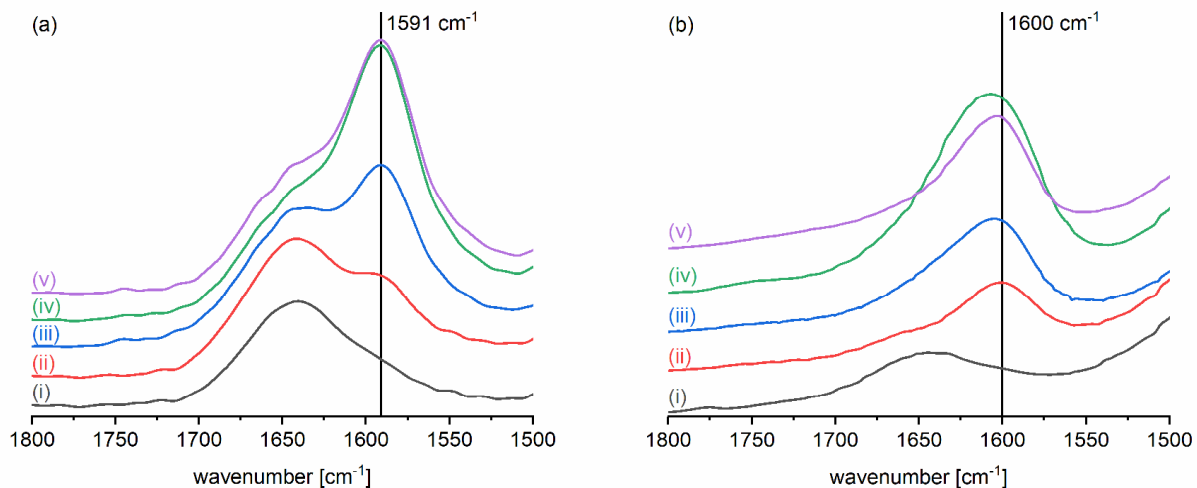 (a)
1591 cm⁻¹
(v)
(iv)
(iii)
(ii)
(i)
1800 1750 1700 1650 1600 1550 1500
wavenumber [cm⁻¹]
(b)
1600 cm⁻¹
(v)
(iv)
(iii)
(ii)
(i)
1800 1750 1700 1650 1600 1550 1500
wavenumber [cm⁻¹]